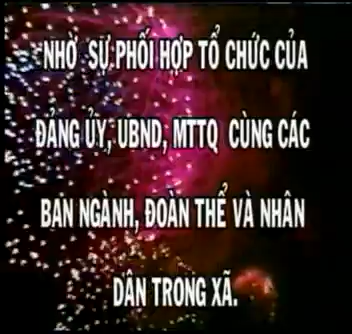 NHỜ SỰ PHỐI HỢP TỔ CHỨC CỦA
ĐẢNG ỦY, UBND, MTTQ CÙNG CÁC
BAN NGÀNH, ĐOÀN THỂ VÀ NHÂN
DÂN TRONG XÃ.